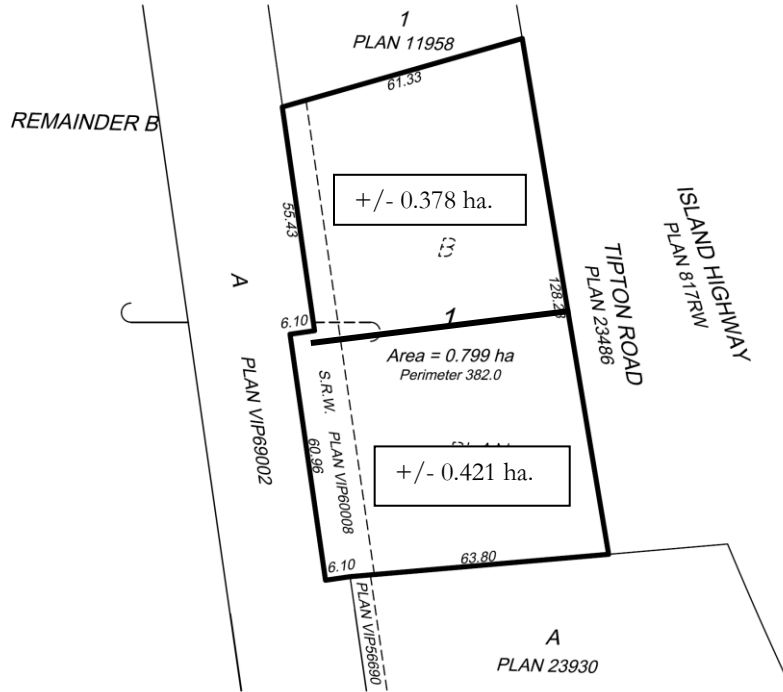 1
PLAN 11958
61.33
REMAINDER B
+/- 0.378 ha.
55.43
B
A
ISLAND HIGHWAY
PLAN 817RW
TIPTON ROAD
PLAN 23486
6.10
1
Area = 0.799 ha
Perimeter 382.0
S.R.W. PLAN VIP60008
PLAN VIP69002
60.96
+/- 0.421 ha.
6.10
63.80
PLAN VIP56690
A
PLAN 23930